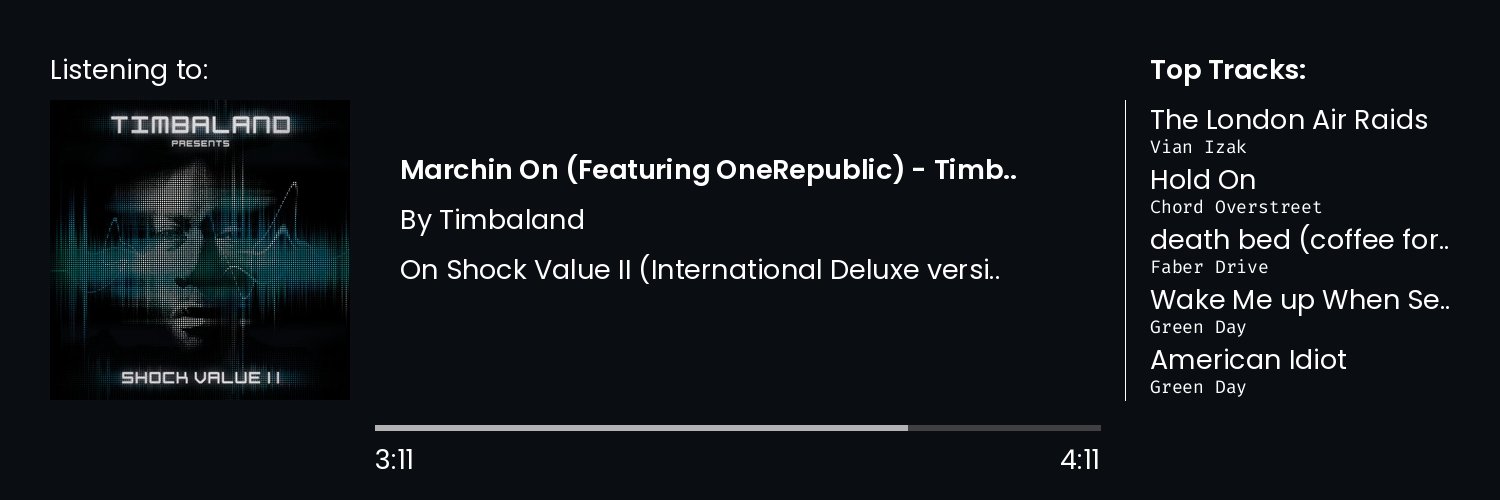 Listening to:
TIMBALAND
PRESENTS
SHOCK VALUE II
Marchin On (Featuring OneRepublic) - Timb..
By Timbaland
On Shock Value II (International Deluxe versi..
3:11
4:11
Top Tracks:
The London Air Raids
Vian Izak
Hold On
Chord Overstreet
death bed (coffee for..
Faber Drive
Wake Me up When Se..
Green Day
American Idiot
Green Day